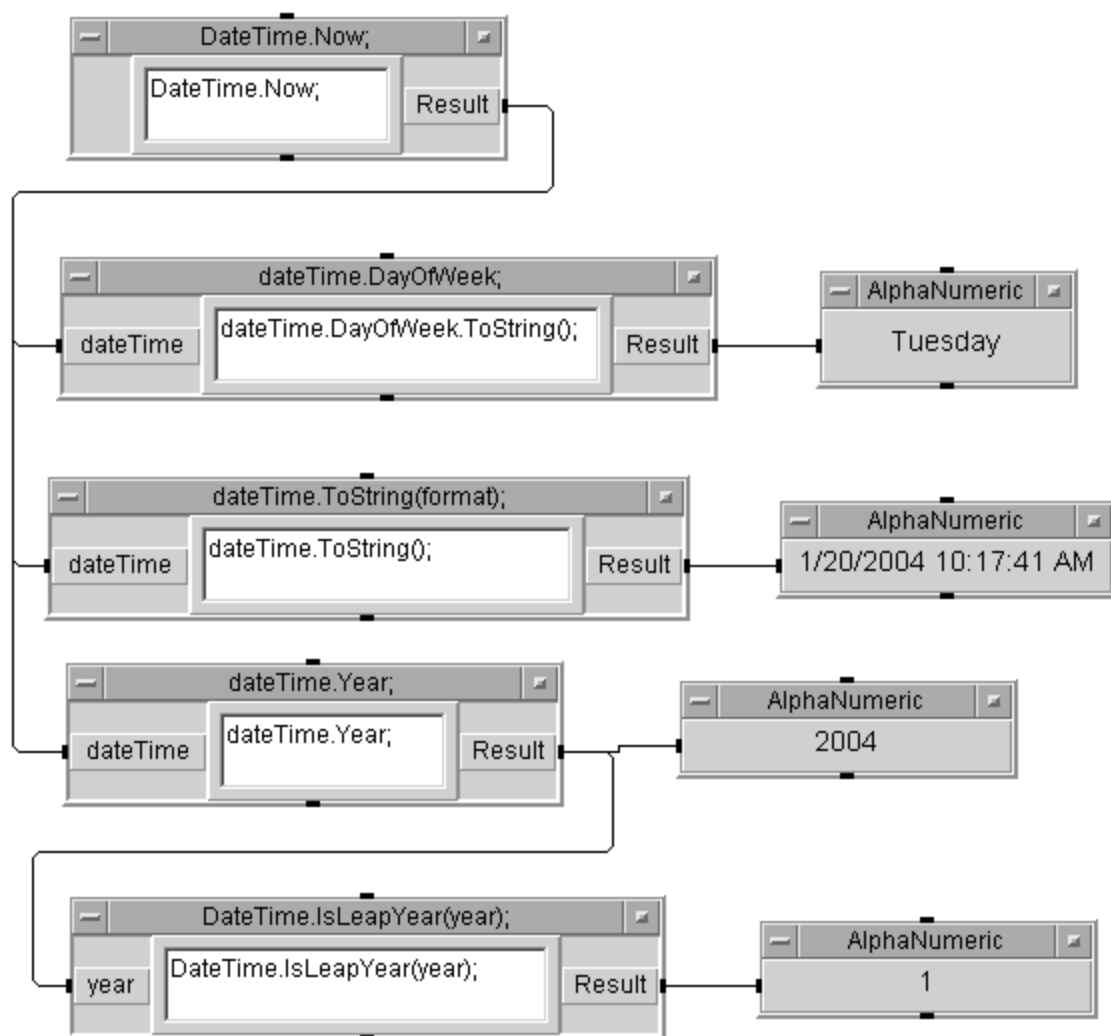 DateTime.Now;
DateTime.Now;
Result
dateTime.DayOfWeek;
dateTime
dateTime.DayOfWeek.ToString();
Result
AlphaNumeric
Tuesday
dateTime.ToString(format);
dateTime
dateTime.ToString();
Result
AlphaNumeric
1/20/2004 10:17:41 AM
dateTime.Year;
dateTime
dateTime.Year;
Result
AlphaNumeric
2004
DateTime.IsLeapYear(year);
year
DateTime.IsLeapYear(year);
Result
AlphaNumeric
1